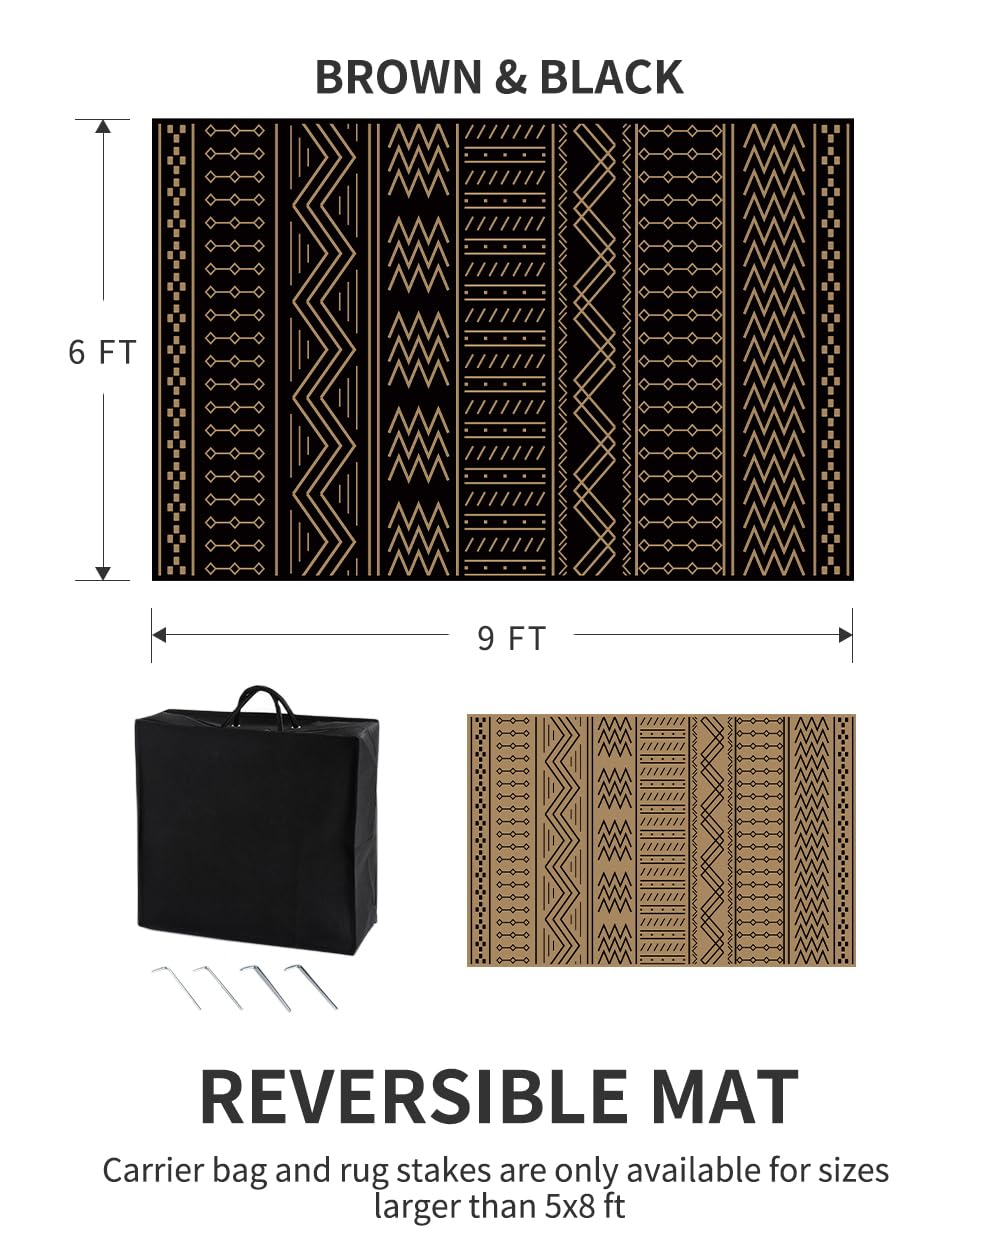 BROWN & BLACK
6 FT
9 FT
REVERSIBLE MAT
Carrier bag and rug stakes are only available for sizes
larger than 5x8 ft